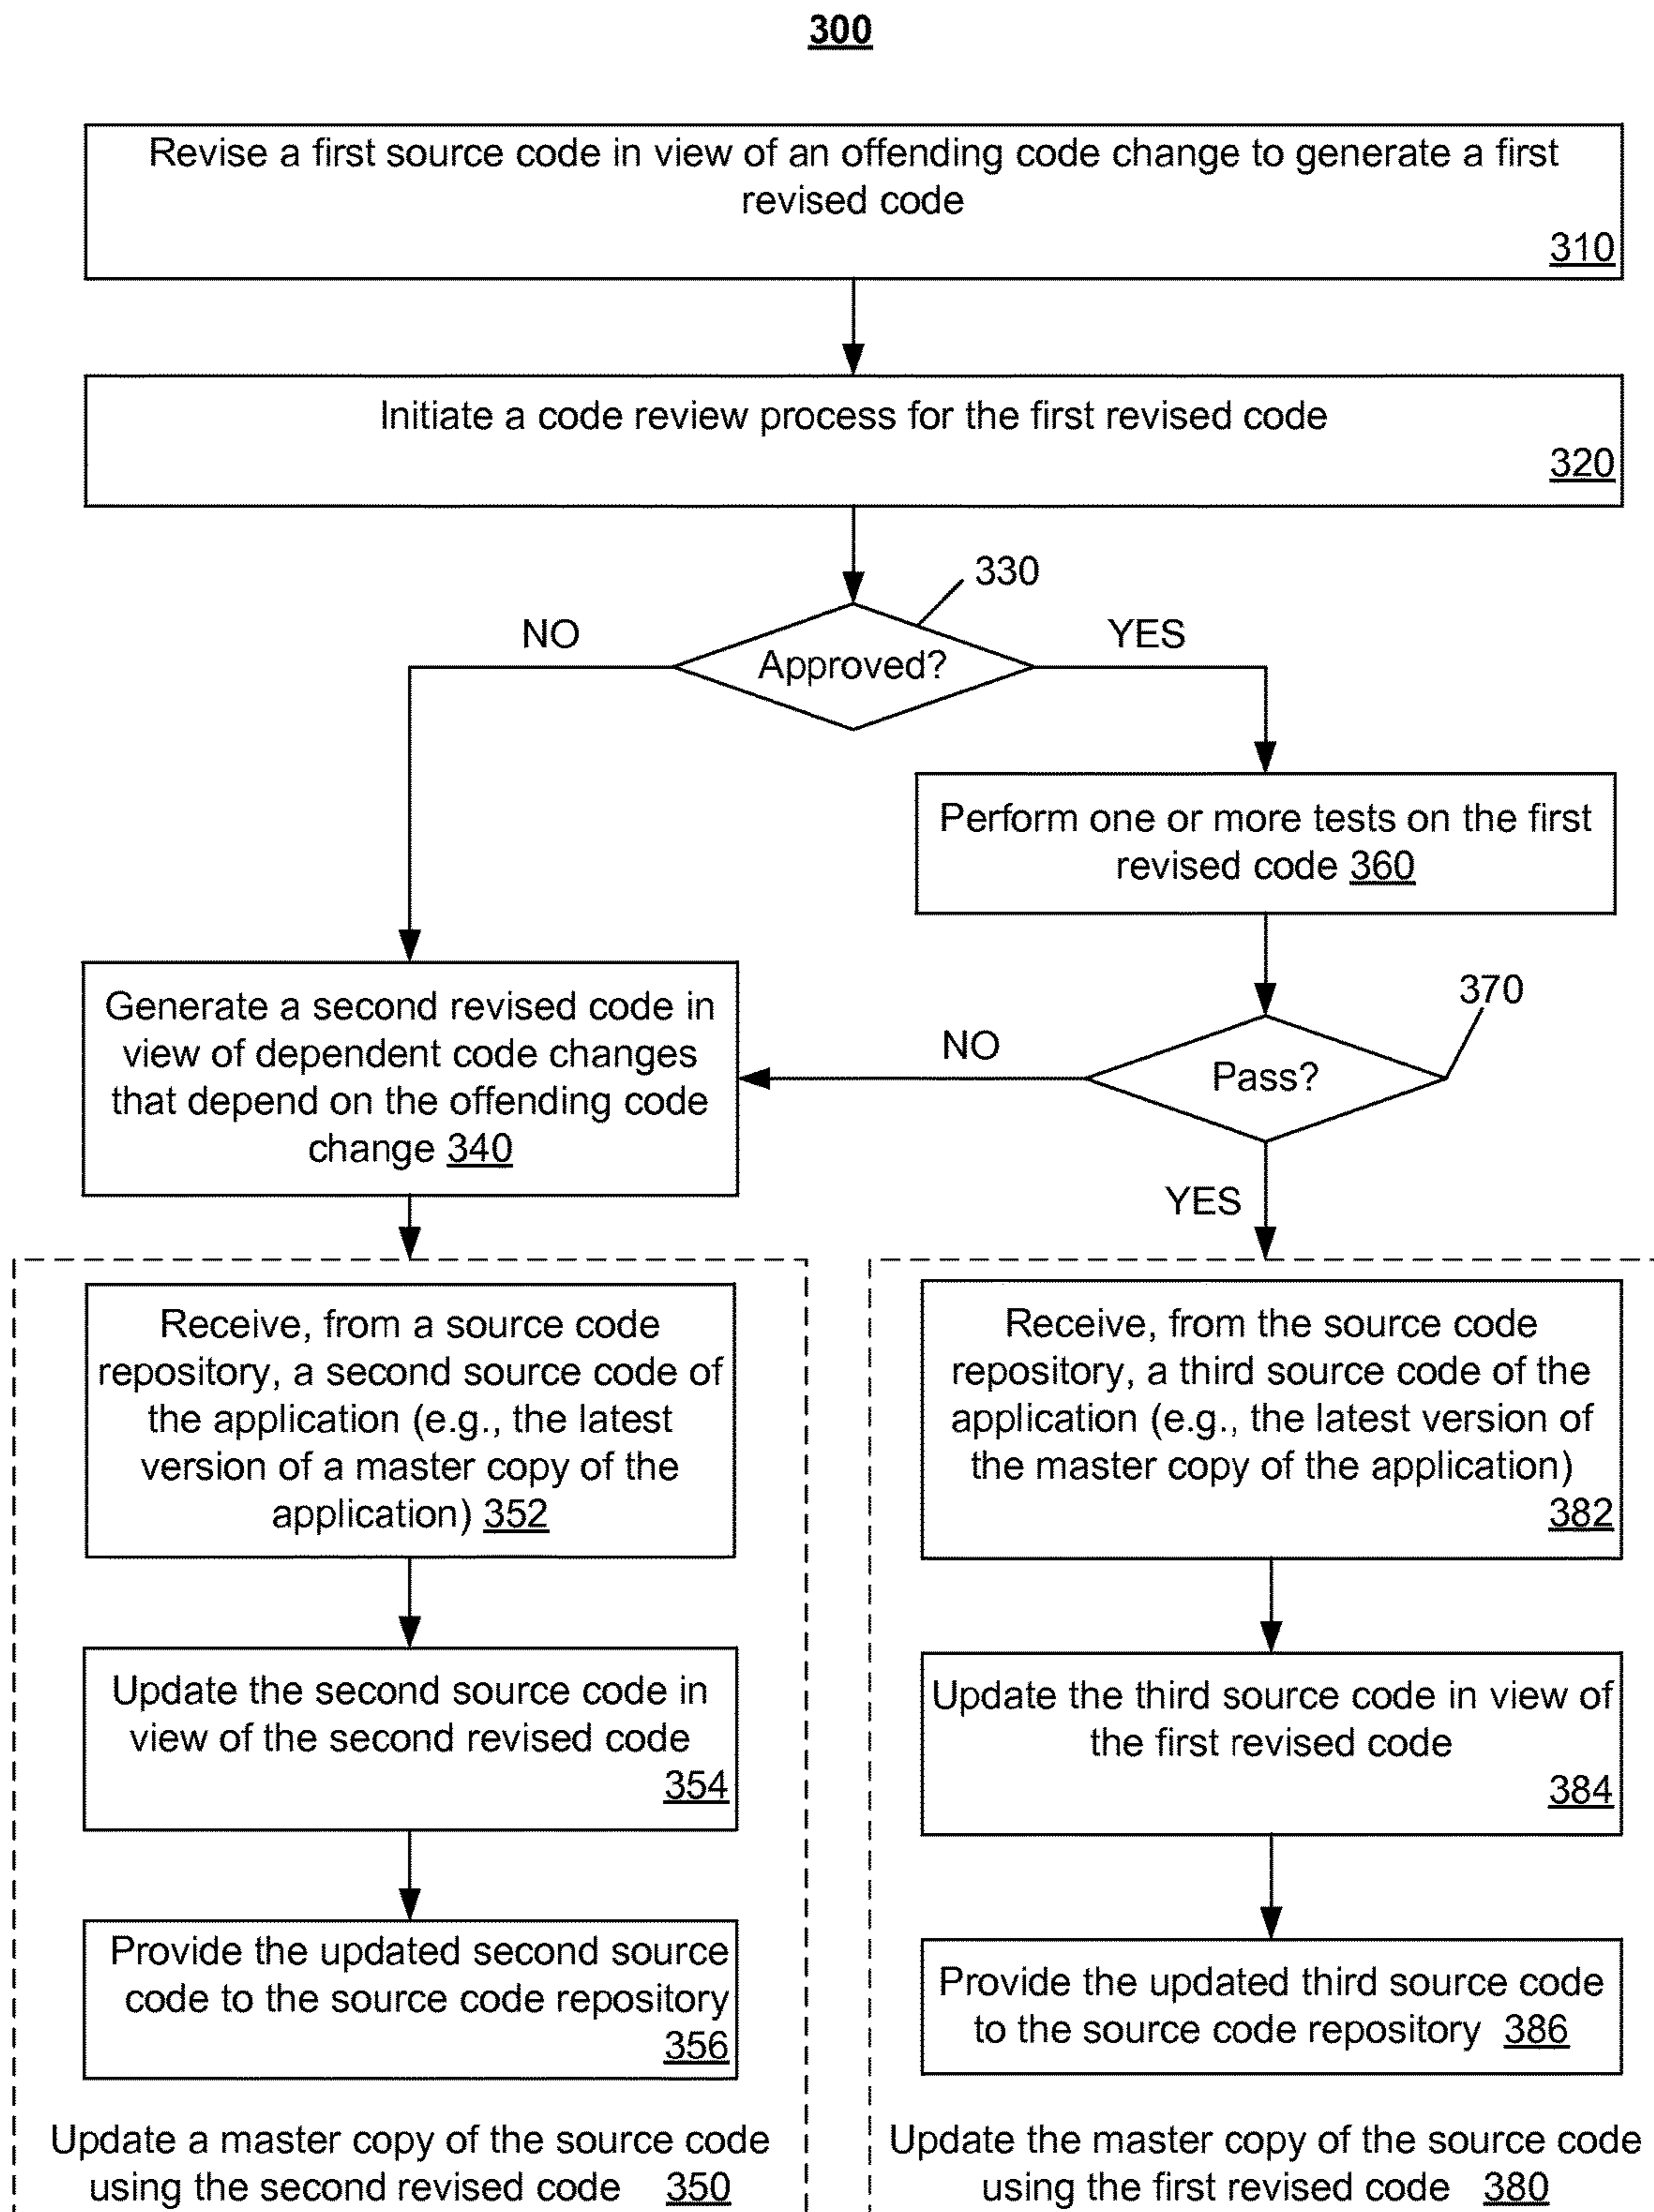 300
Revise a first source code in view of an offending code change to generate a first
revised code
310
Initiate a code review process for the first revised code
320
330
NO
YES
Approved?
Perform one or more tests on the first
revised code 360
370
Generate a second revised code in
view of dependent code changes
that depend on the offending code
change 340
NO
Pass?
YES
Receive, from a source code
repository, a second source code of
the application (e.g., the latest
version of a master copy of the
application) 352
Receive, from the source code
repository, a third source code of the
application (e.g., the latest version of
the master copy of the application)
382
Update the second source code in
view of the second revised code
354
Update the third source code in view of
the first revised code
384
Provide the updated second source
code to the source code repository
356
Provide the updated third source code
to the source code repository 386
Update a master copy of the source code
using the second revised code 350
Update the master copy of the source code
using the first revised code 380